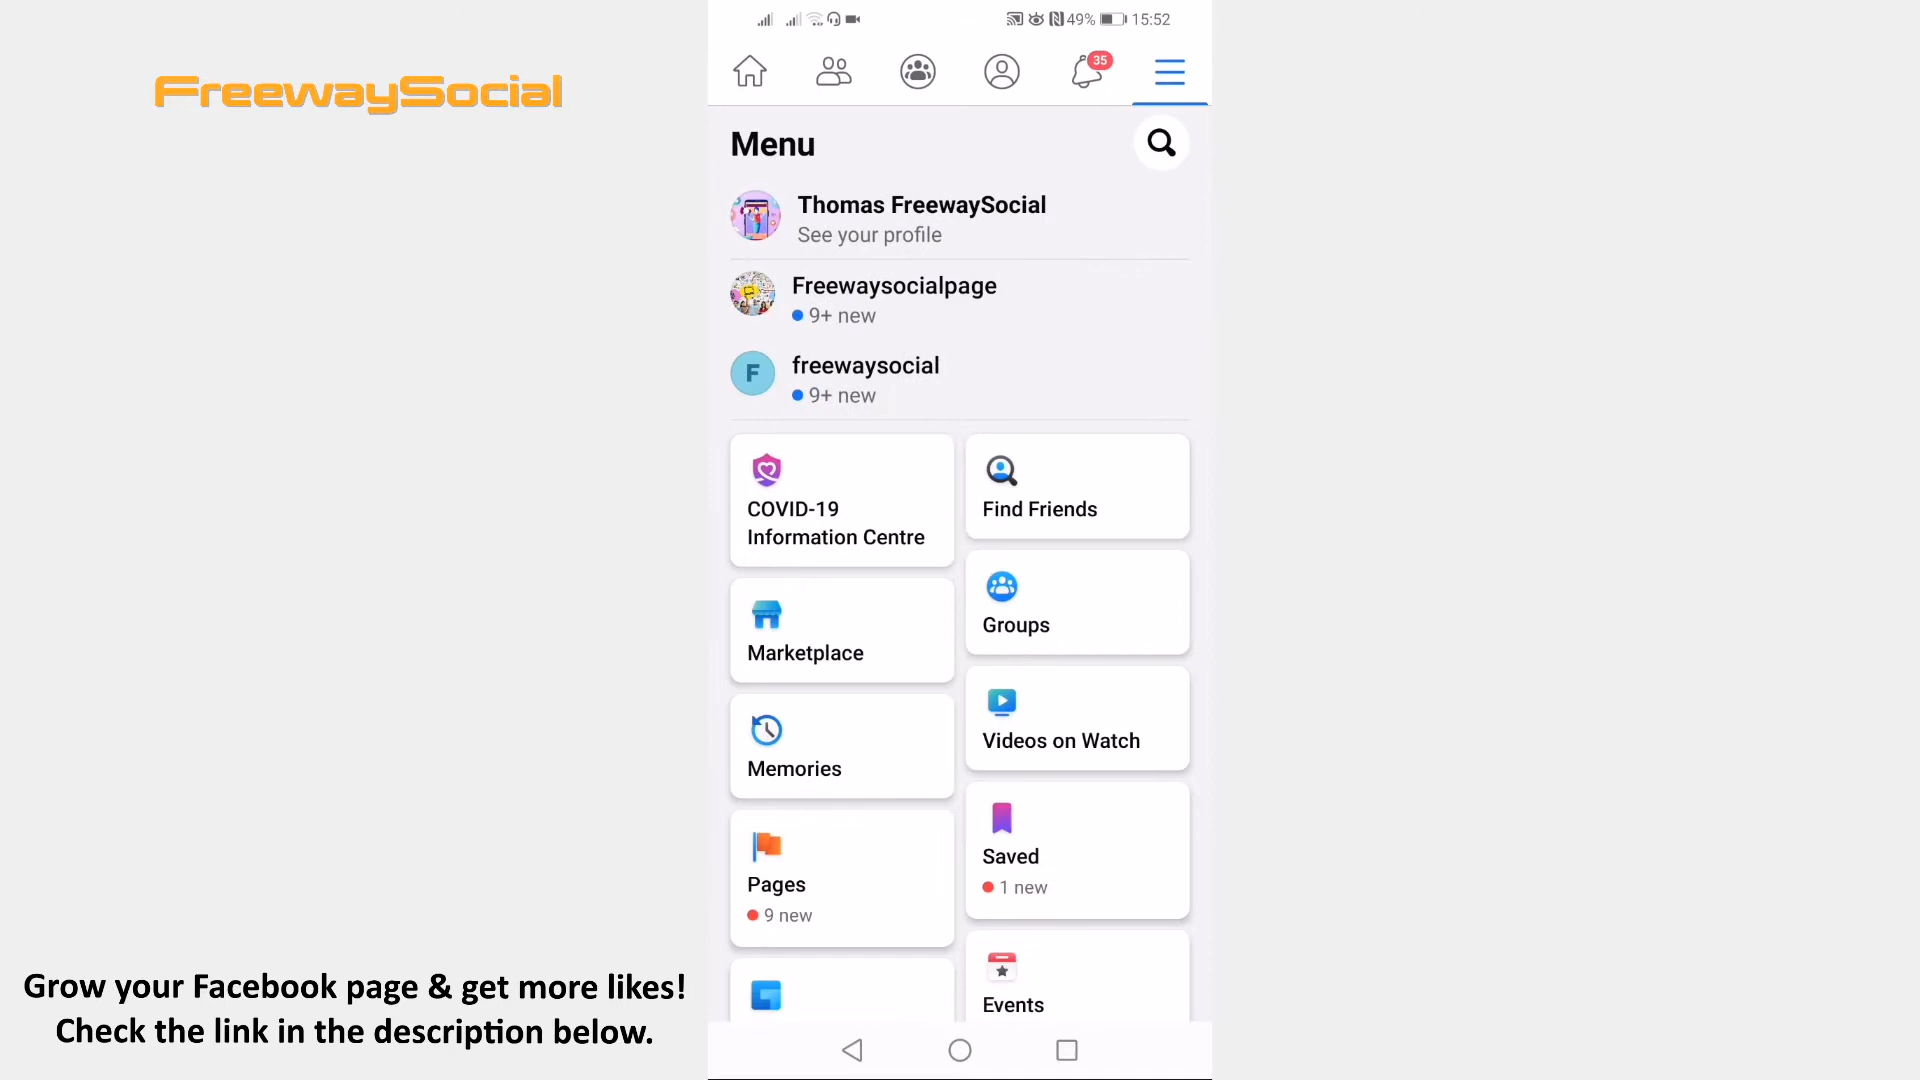 FreewaySocial
49% 15:52
35
Menu
Thomas FreewaySocial
See your profile
Freewaysocialpage
9+ new
F
freewaysocial
9+ new
COVID-19
Information Centre
Find Friends
Groups
Marketplace
Videos on Watch
Memories
Saved
1 new
Pages
9 new
Events
Grow your Facebook page & get more likes!
Check the link in the description below.